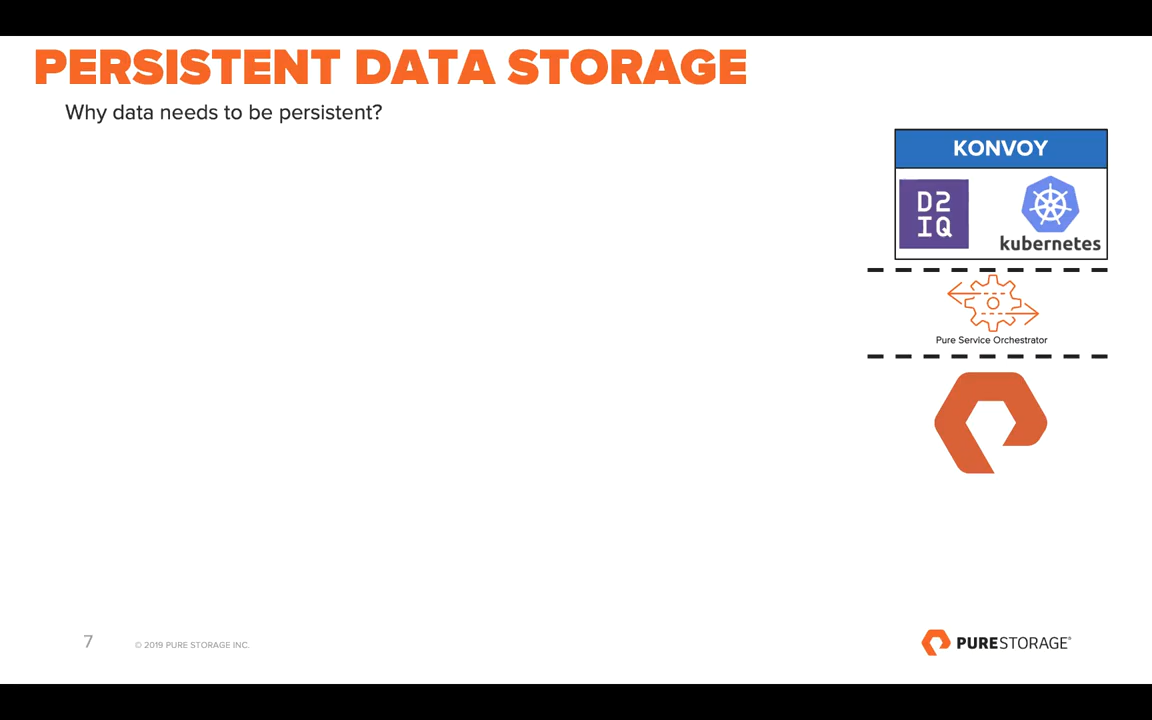 PERSISTENT DATA STORAGE
Why data needs to be persistent?
KONVOY
D2
IQ
kubernetes
Pure Service Orchestrator
7
© 2019 PURE STORAGE INC.
PURESTORAGE®